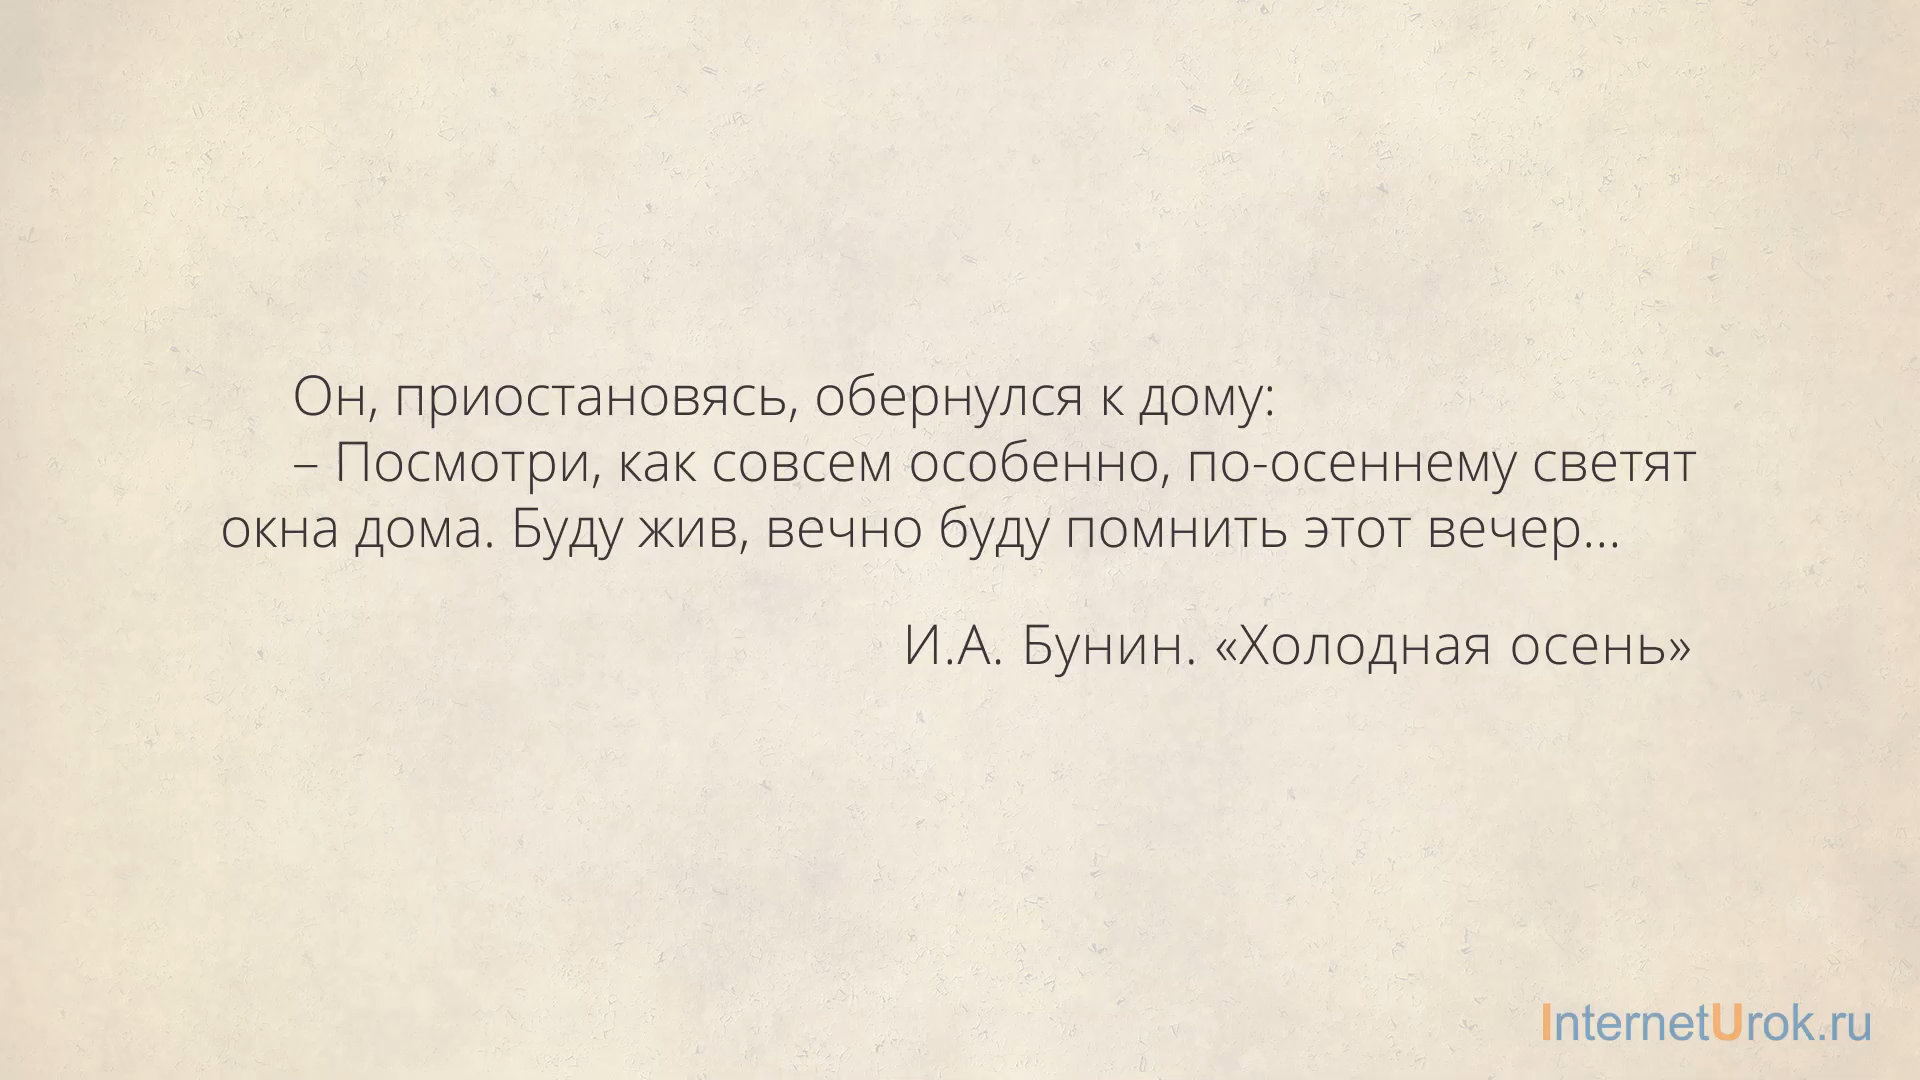 Он, приостановясь, обернулся к дому:
– Посмотри, как совсем особенно, по-осеннему светят
окна дома. Буду жив, вечно буду помнить этот вечер...
И.А. Бунин. «Холодная осень»
InternetUrok.ru